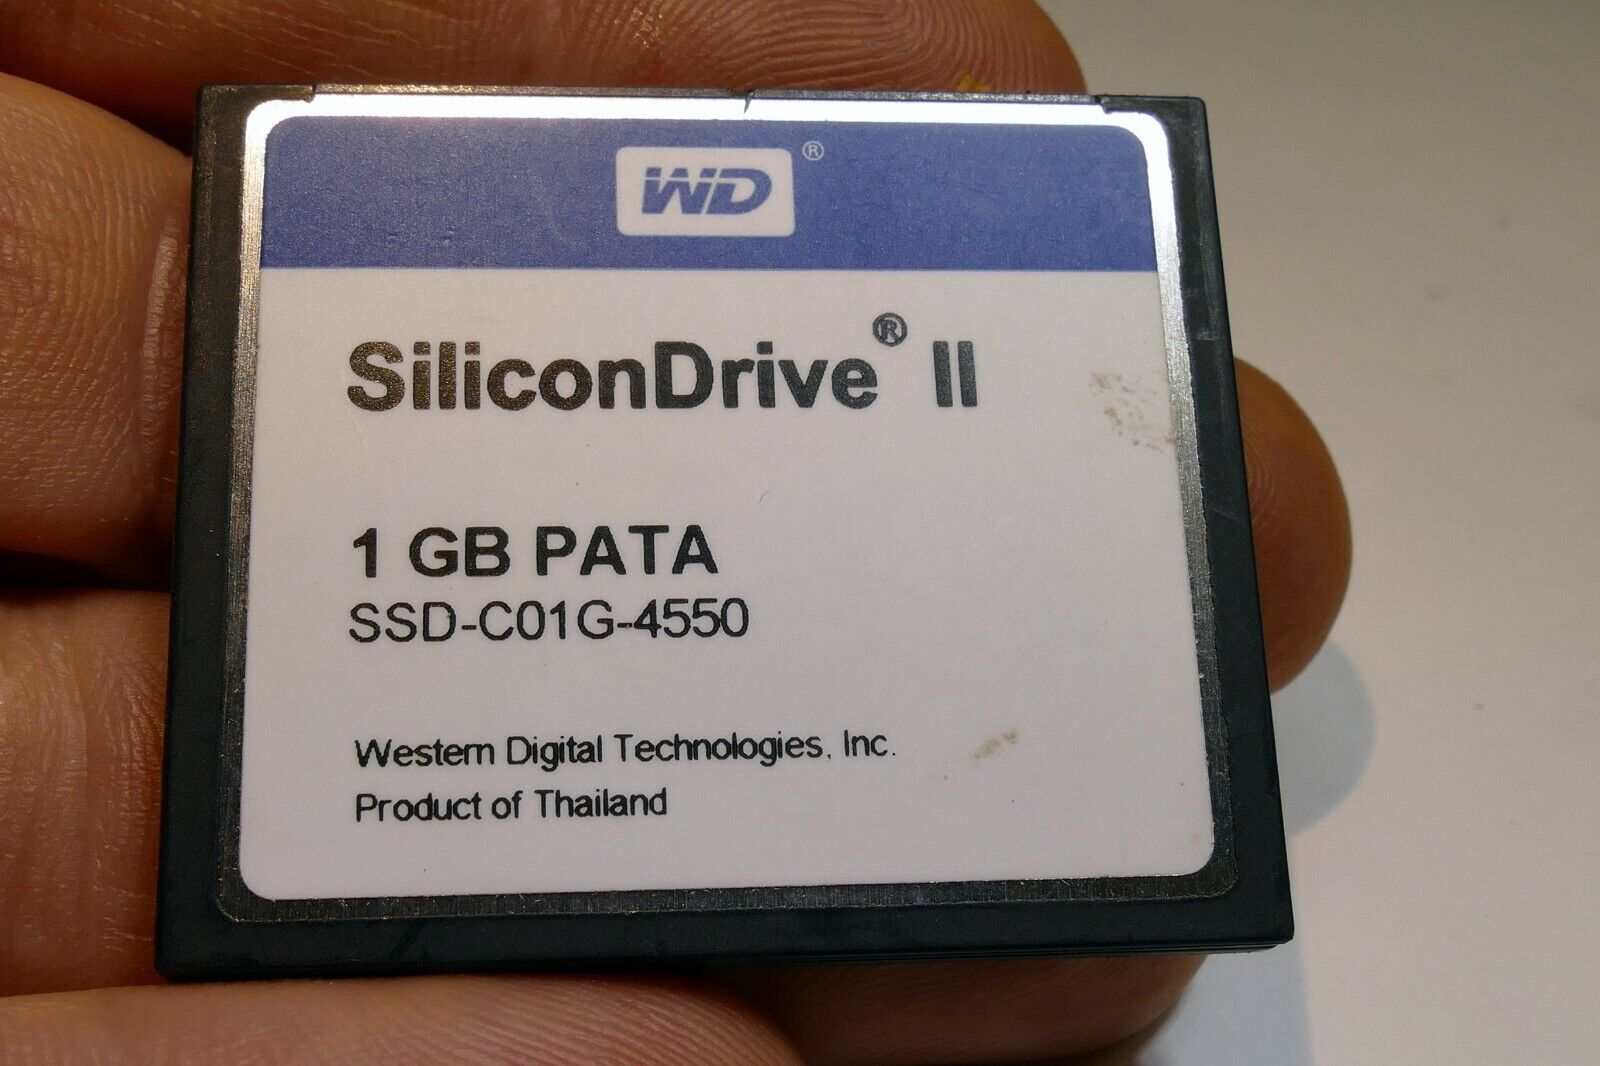 WD®
SiliconDrive® II
1 GB PATA
SSD-C01G-4550
Western Digital Technologies, Inc.
Product of Thailand